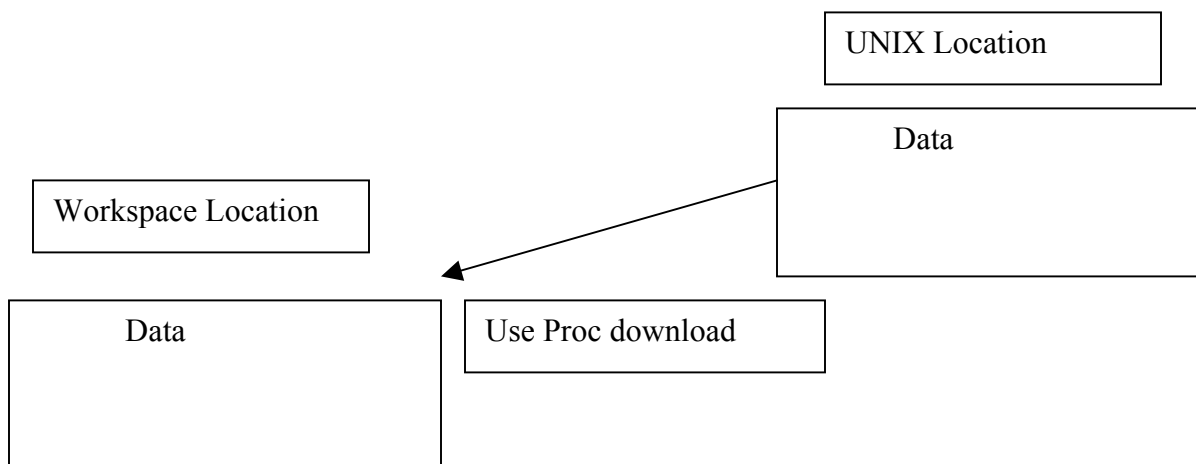 UNIX Location
Data
Workspace Location
Data
Use Proc download